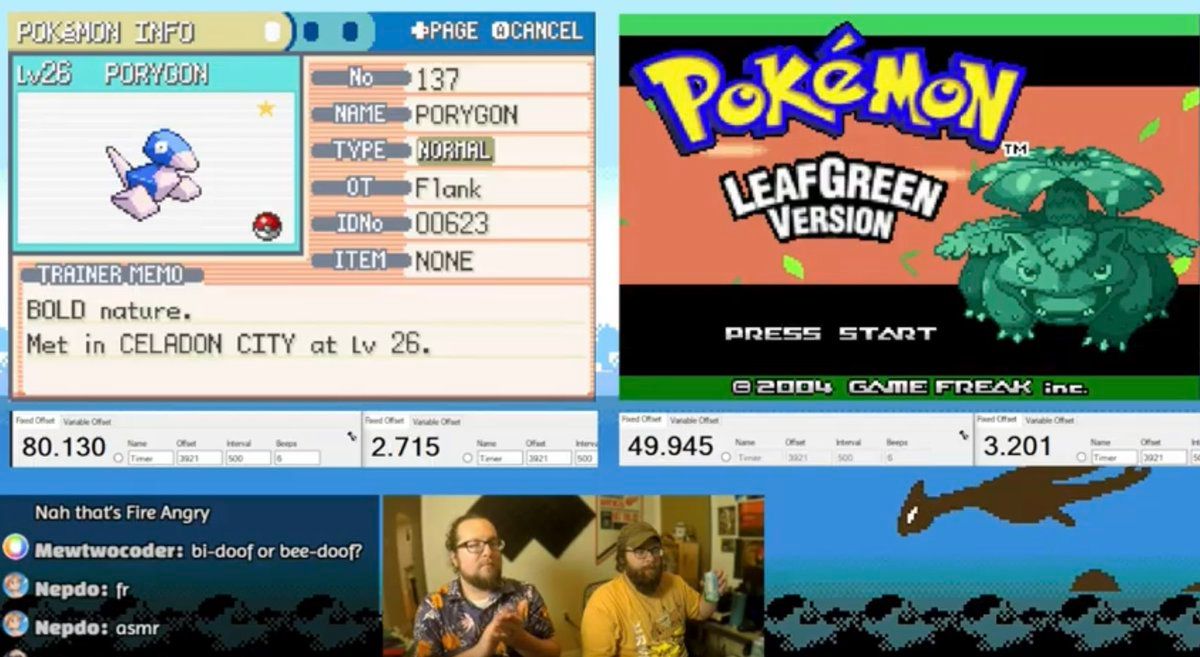 POKéMON INFO
PAGE CANCEL
Lv26 PORYGON
No 137
NAME PORYGON
TYPE NORMAL
OT Flank
IDNo 00623
ITEM NONE
TRAINER MEMO
BOLD nature.
Met in CELADON CITY at Lv 26.
POKéMON
TM
LEAFGREEN
VERSION
PRESS START
©2004 GAME FREAK inc.
Fixed Offset Variable Offset
80.130
Name Offset Interval Beeps
Timer 3921 500 6
Fixed Offset Variable Offset
2.715
Name Offset Interv
Timer 3921 500
Fixed Offset Variable Offset
49.945
Name Offset Interval Beeps
Timer 3921 500 6
Fixed Offset Variable Offset
3.201
Name Offset Int
Timer 3921
Nah that's Fire Angry
Mewtwocoder: bi-doof or bee-doof?
Nepdo: fr
Nepdo: asmr